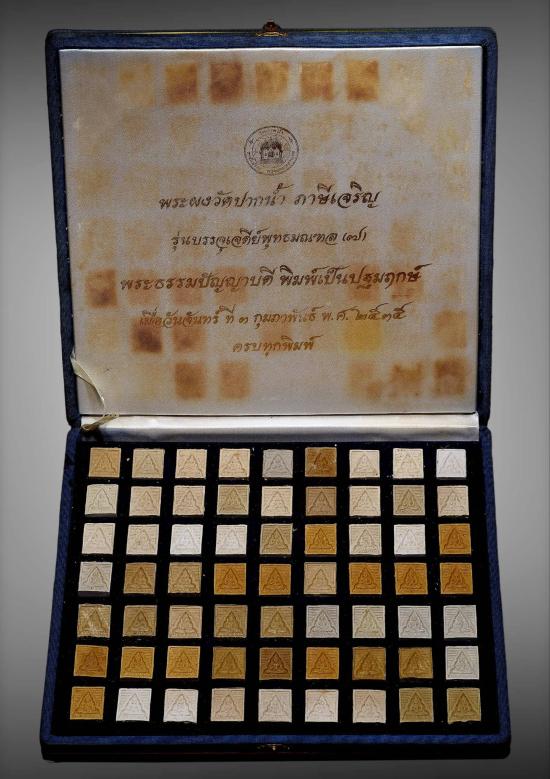 พระผงวัดปากน้ำ ภาษีเจริญ
รุ่นบรรจุเจดีย์พุทธมณฑล (๗)
พระธรรมปัญญาบดี พิมพ์เป็นปฐมฤกษ์
เมื่อวันจันทร์ ที่ ๓ กุมภาพันธ์ พ.ศ. ๒๕๓๕
ครบทุกพิมพ์